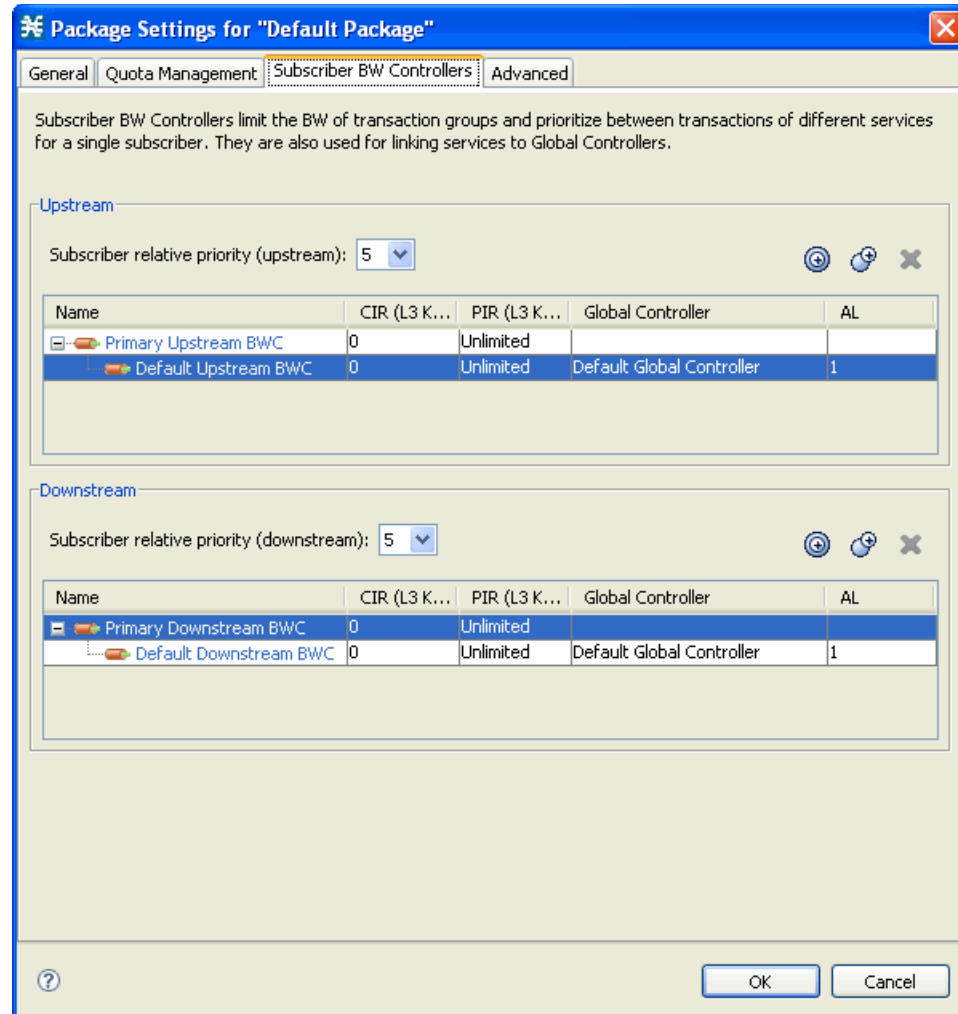 Package Settings for "Default Package"
General Quota Management Subscriber BW Controllers Advanced
Subscriber BW Controllers limit the BW of transaction groups and prioritize between transactions of different services
for a single subscriber. They are also used for linking services to Global Controllers.
Upstream
Subscriber relative priority (upstream): 5
Name CIR (L3 K... PIR (L3 K... Global Controller AL
Primary Upstream BWC 0 Unlimited
Default Upstream BWC 0 Unlimited Default Global Controller 1
Downstream
Subscriber relative priority (downstream): 5
Name CIR (L3 K... PIR (L3 K... Global Controller AL
Primary Downstream BWC 0 Unlimited
Default Downstream BWC 0 Unlimited Default Global Controller 1
OK Cancel